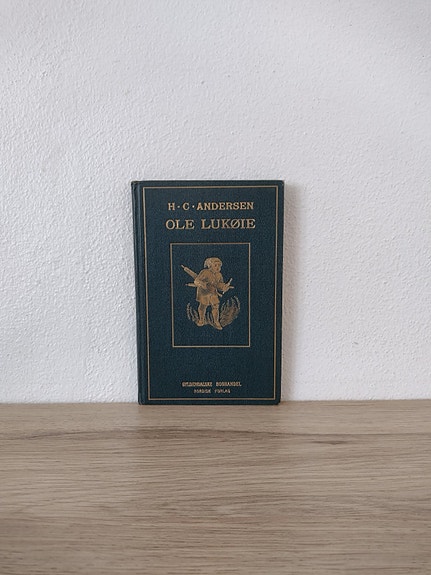 H·C·ANDERSEN
OLE LUKØIE
GYLDENDALSKE BOGHANDEL
NORDISK FORLAG